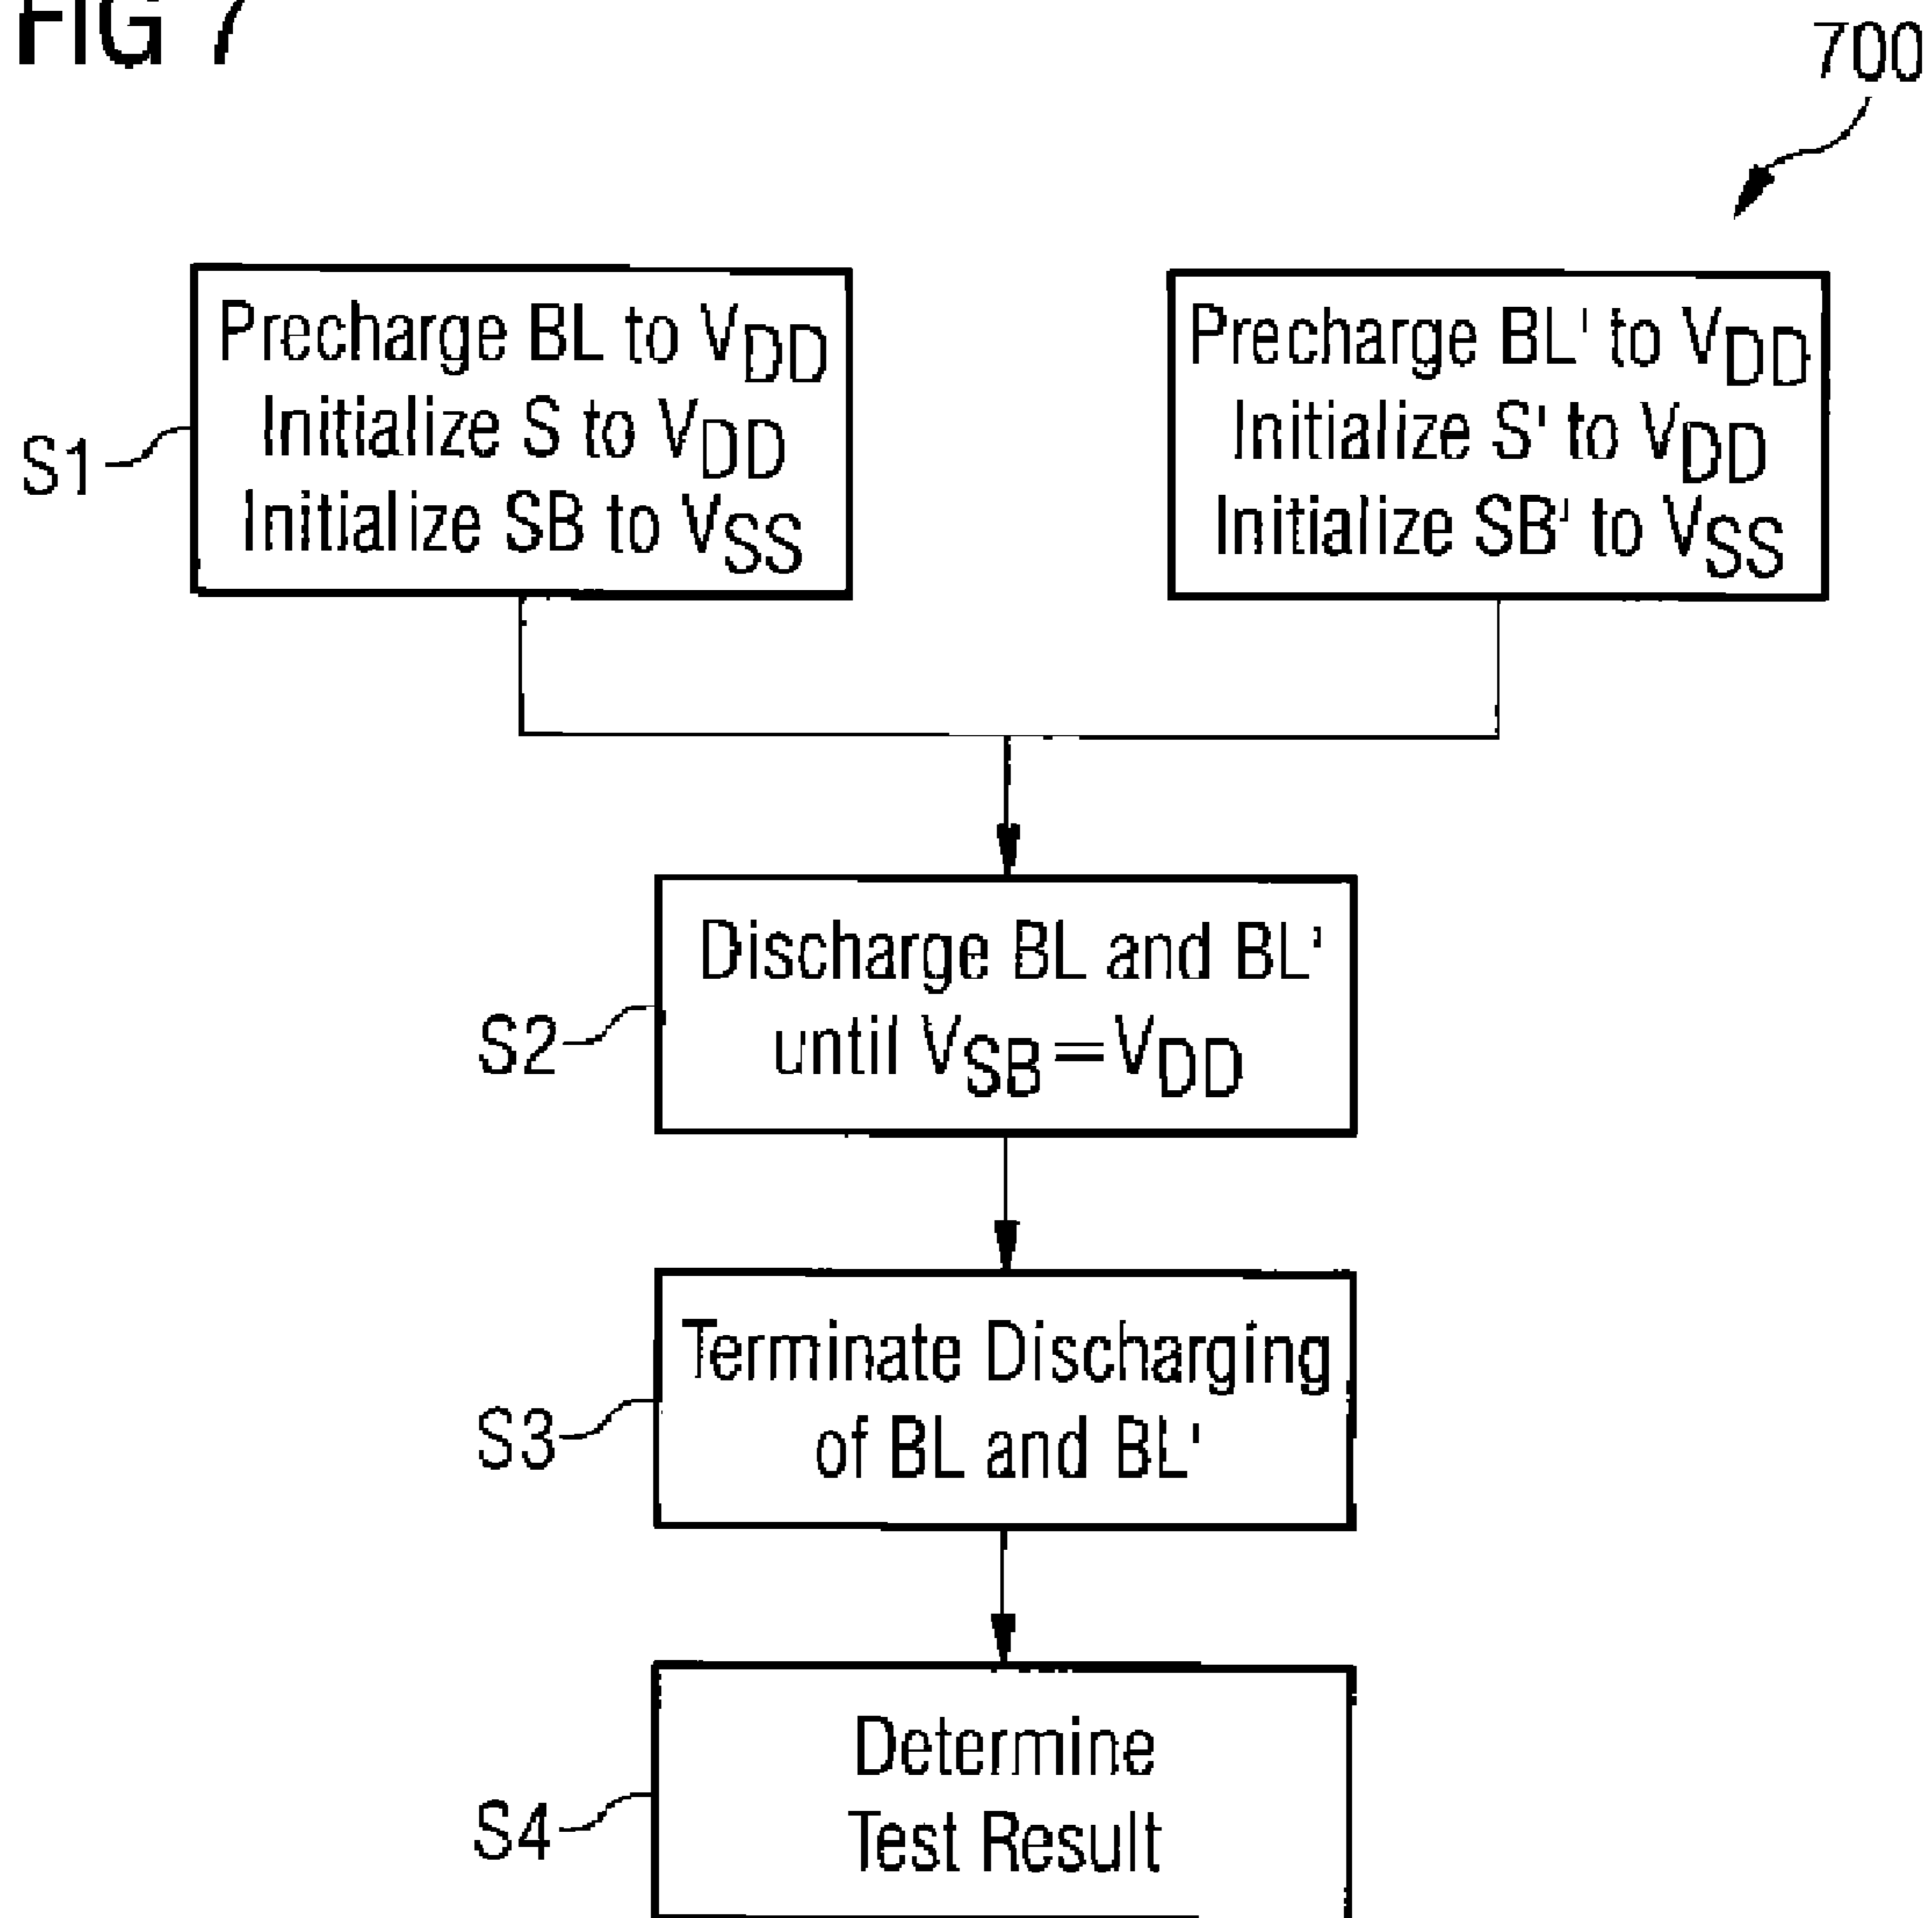 FIG 7
700
Precharge BL to VDD
Initialize S to VDD
Initialize SB to VSS
S1
Precharge BL' to VDD
Initialize S' to VDD
Initialize SB' to VSS
Discharge BL and BL'
until VSB=VDD
S2
Terminate Discharging
of BL and BL'
S3
Determine
Test Result
S4